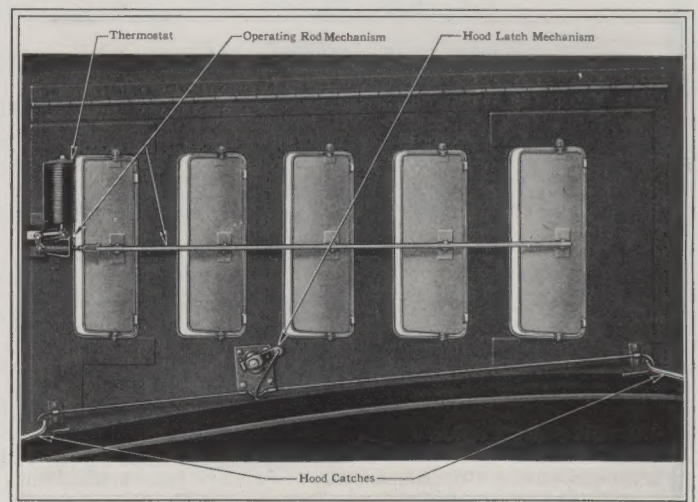 Thermostat
Operating Rod Mechanism
Hood Latch Mechanism
Hood Catches